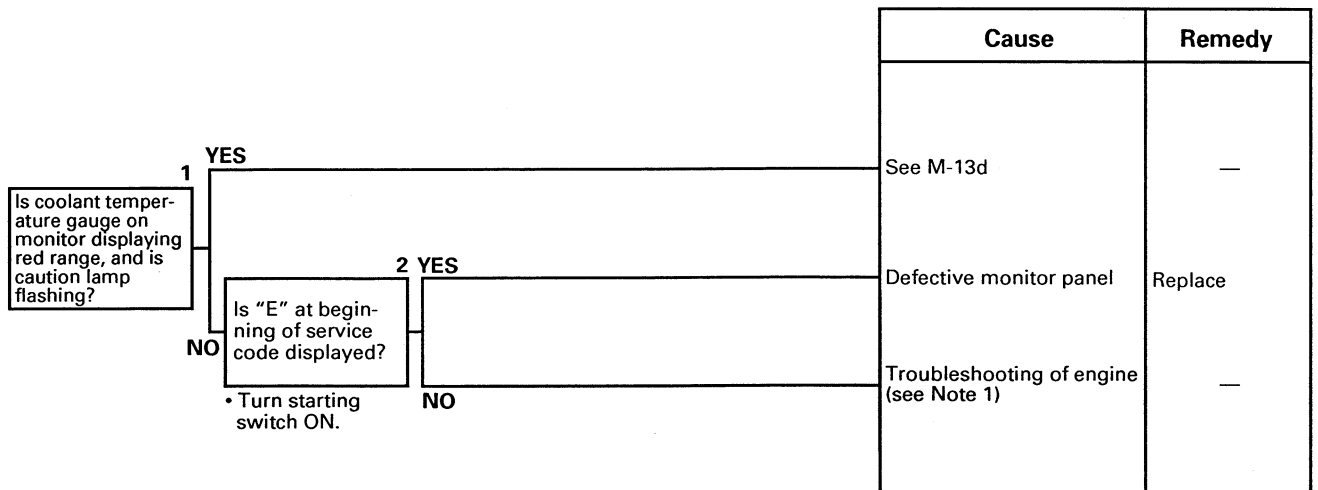 Cause
Remedy
YES
1
Is coolant temper-
ature gauge on
monitor displaying
red range, and is
caution lamp
flashing?
See M-13d
—
NO
2 YES
Is "E" at begin-
ning of service
code displayed?
• Turn starting
switch ON.
Defective monitor panel
Replace
NO
Troubleshooting of engine
(see Note 1)
—